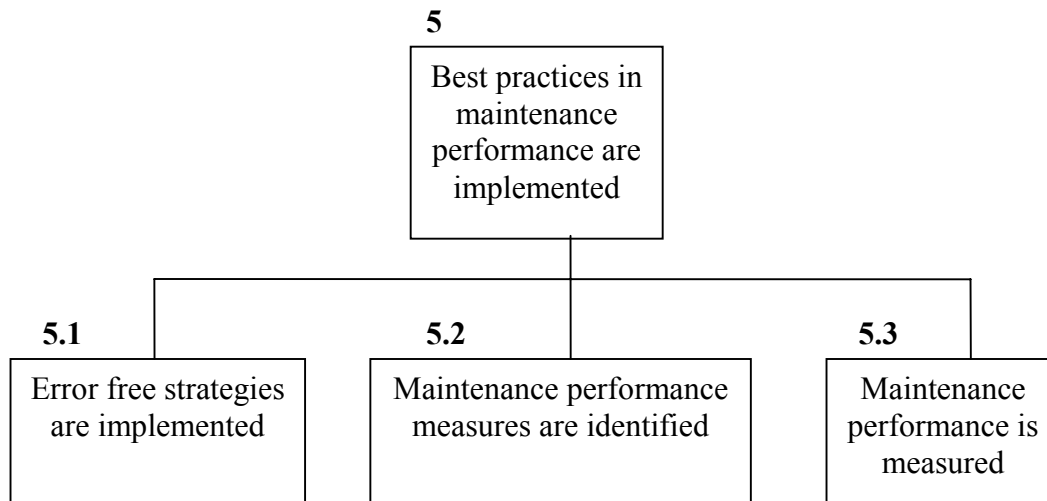 5
Best practices in
maintenance
performance are
implemented
5.1
Error free strategies
are implemented
5.2
Maintenance performance
measures are identified
5.3
Maintenance
performance is
measured